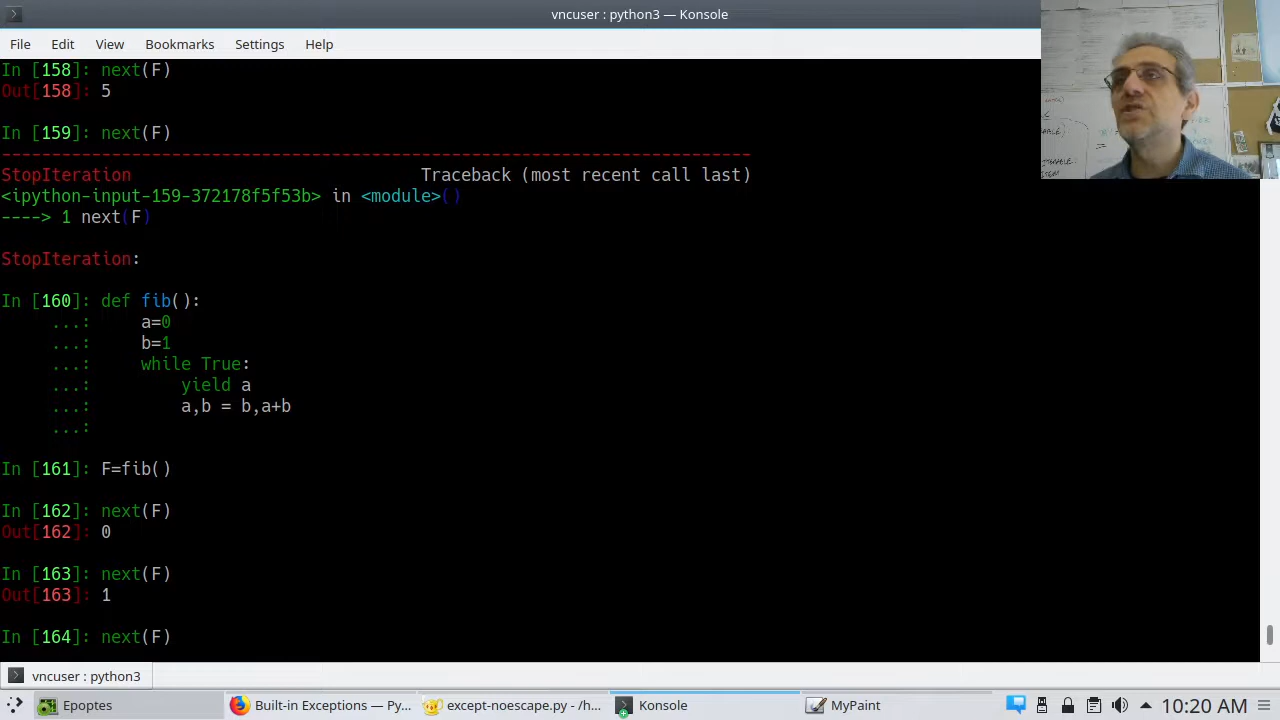 vncuser : python3 — Konsole
File Edit View Bookmarks Settings Help
In [158]: next(F)
Out[158]: 5
In [159]: next(F)
---------------------------------------------------------------------------
StopIteration                             Traceback (most recent call last)
<ipython-input-159-372178f5f53b> in <module>()
----> 1 next(F)
StopIteration:
In [160]: def fib():
     ...:     a=0
     ...:     b=1
     ...:     while True:
     ...:         yield a
     ...:         a,b = b,a+b
     ...:
In [161]: F=fib()
In [162]: next(F)
Out[162]: 0
In [163]: next(F)
Out[163]: 1
In [164]: next(F)
vncuser : python3
Epoptes
Built-in Exceptions — Py...
except-noescape.py. - /h...
Konsole
MyPaint
10:20 AM